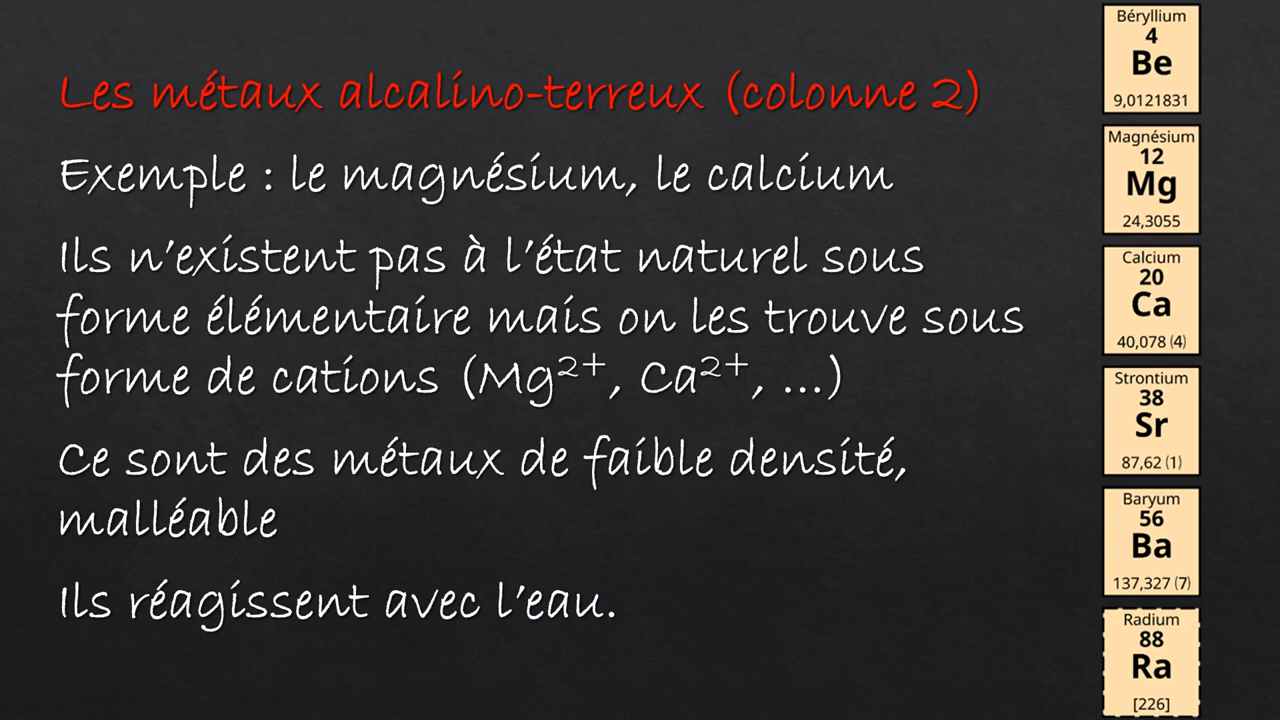 Les métaux alcalino-terreux (colonne 2)
Exemple : le magnésium, le calcium
Ils n’existent pas à l’état naturel sous
forme élémentaire mais on les trouve sous
forme de cations (Mg²⁺, Ca²⁺, …)
Ce sont des métaux de faible densité,
malléable
Ils réagissent avec l’eau.
Béryllium
4
Be
9,0121831
Magnésium
12
Mg
24,3055
Calcium
20
Ca
40,078 (4)
Strontium
38
Sr
87,62 (1)
Baryum
56
Ba
137,327 (7)
Radium
88
Ra
[226]